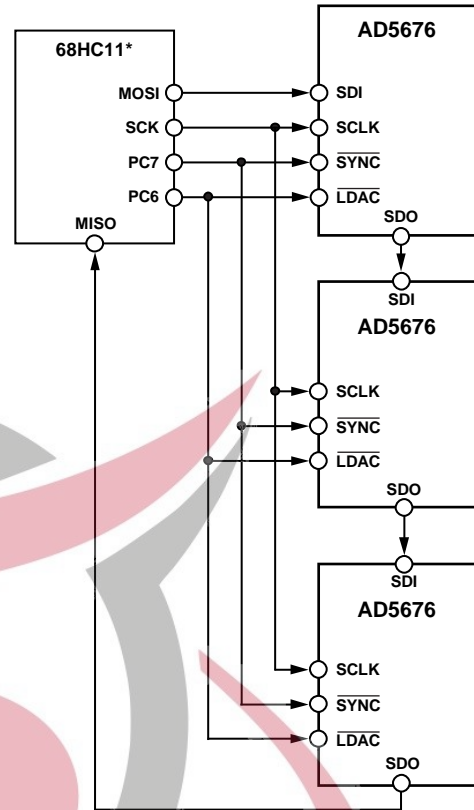 68HC11*
MOSI
SCK
PC7
PC6
MISO
AD5676
SDI
SCLK
SYNC
LDAC
SDO
SDI
AD5676
SCLK
SYNC
LDAC
SDO
SDI
AD5676
SCLK
SYNC
LDAC
SDO